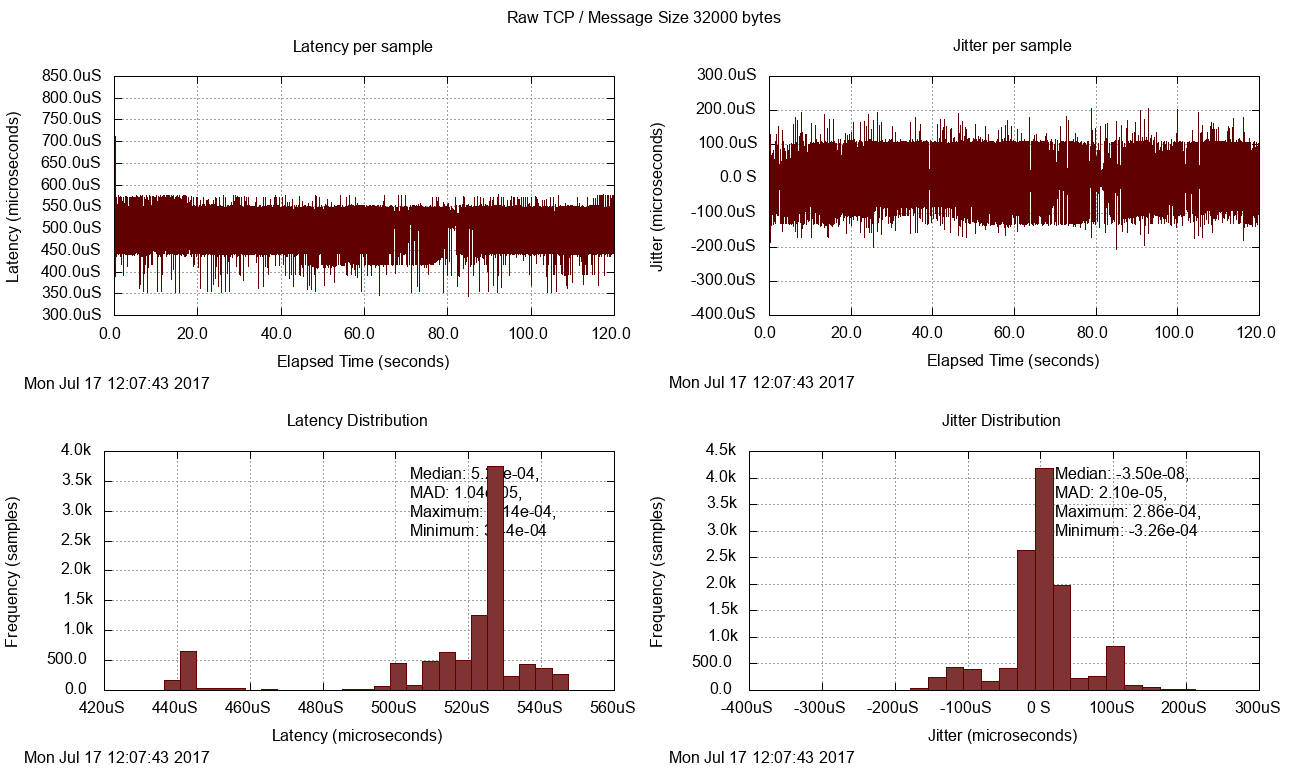 Raw TCP / Message Size 32000 bytes
Latency per sample
850.0uS
800.0uS
750.0uS
700.0uS
650.0uS
600.0uS
550.0uS
500.0uS
450.0uS
400.0uS
350.0uS
300.0uS
Latency (microseconds)
0.0 20.0 40.0 60.0 80.0 100.0 120.0
Elapsed Time (seconds)
Mon Jul 17 12:07:43 2017
Jitter per sample
300.0uS
200.0uS
100.0uS
0.0 S
-100.0uS
-200.0uS
-300.0uS
-400.0uS
Jitter (microseconds)
0.0 20.0 40.0 60.0 80.0 100.0 120.0
Elapsed Time (seconds)
Mon Jul 17 12:07:43 2017
Latency Distribution
4.0k
3.5k
3.0k
2.5k
2.0k
1.5k
1.0k
500.0
0.0
Frequency (samples)
Median:
MAD:
Maximum:
Minimum:
420uS 440uS 460uS 480uS 500uS 520uS 540uS 560uS
Latency (microseconds)
Mon Jul 17 12:07:43 2017
Jitter Distribution
4.5k
4.0k
3.5k
3.0k
2.5k
2.0k
1.5k
1.0k
500.0
0.0
Frequency (samples)
Median: -3.50e-08,
MAD: 2.10e-05,
Maximum: 2.86e-04,
Minimum: -3.26e-04
-400uS -300uS -200uS -100uS 0 S 100uS 200uS 300uS
Jitter (microseconds)
Mon Jul 17 12:07:43 2017